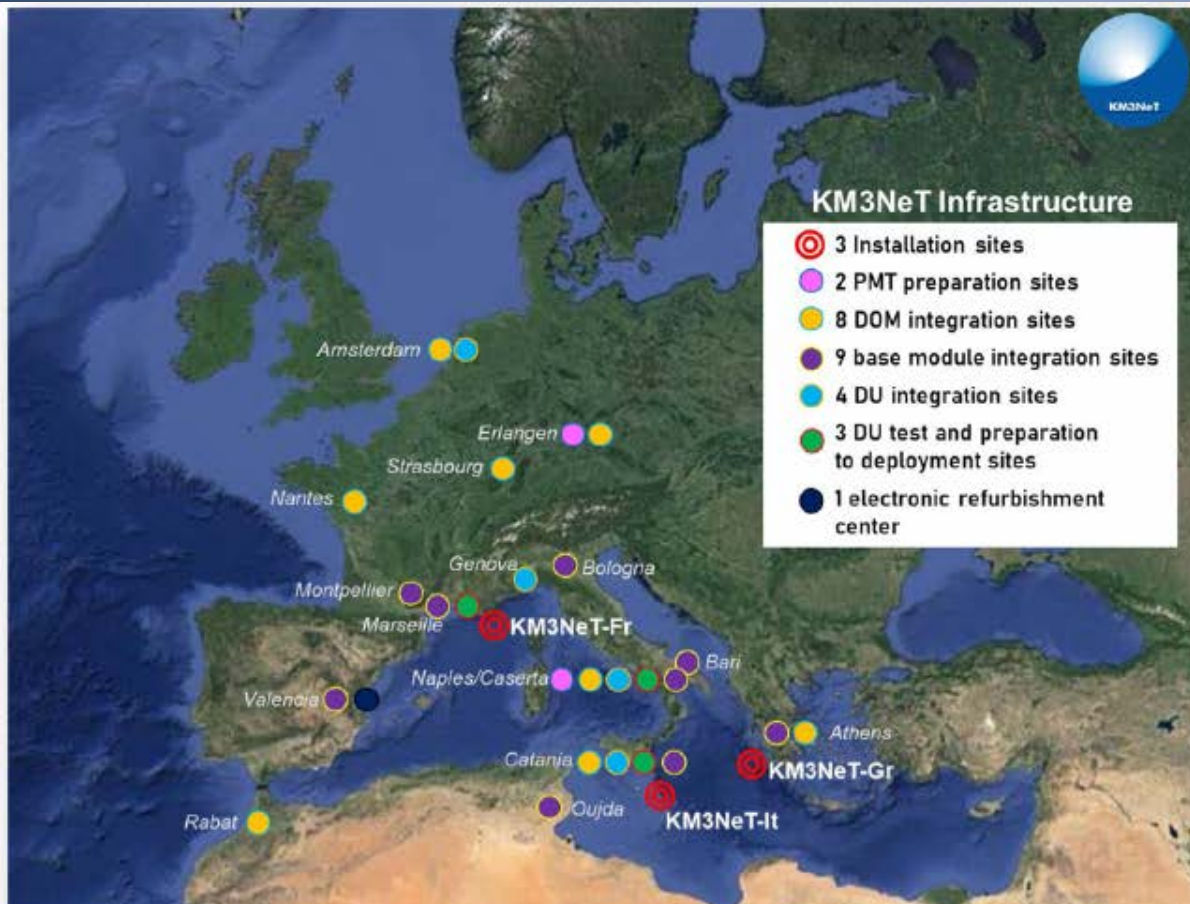 KM3NeT
KM3NeT Infrastructure
3 Installation sites
2 PMT preparation sites
8 DOM integration sites
9 base module integration sites
4 DU integration sites
3 DU test and preparation
to deployment sites
1 electronic refurbishment
center
Amsterdam
Erlangen
Strasbourg
Nantes
Genova
Bologna
Montpellier
Marseille
KM3NeT-Fr
Bari
Naples/Caserta
Valencia
Athens
Catania
KM3NeT-Gr
Oujda
KM3NeT-It
Rabat